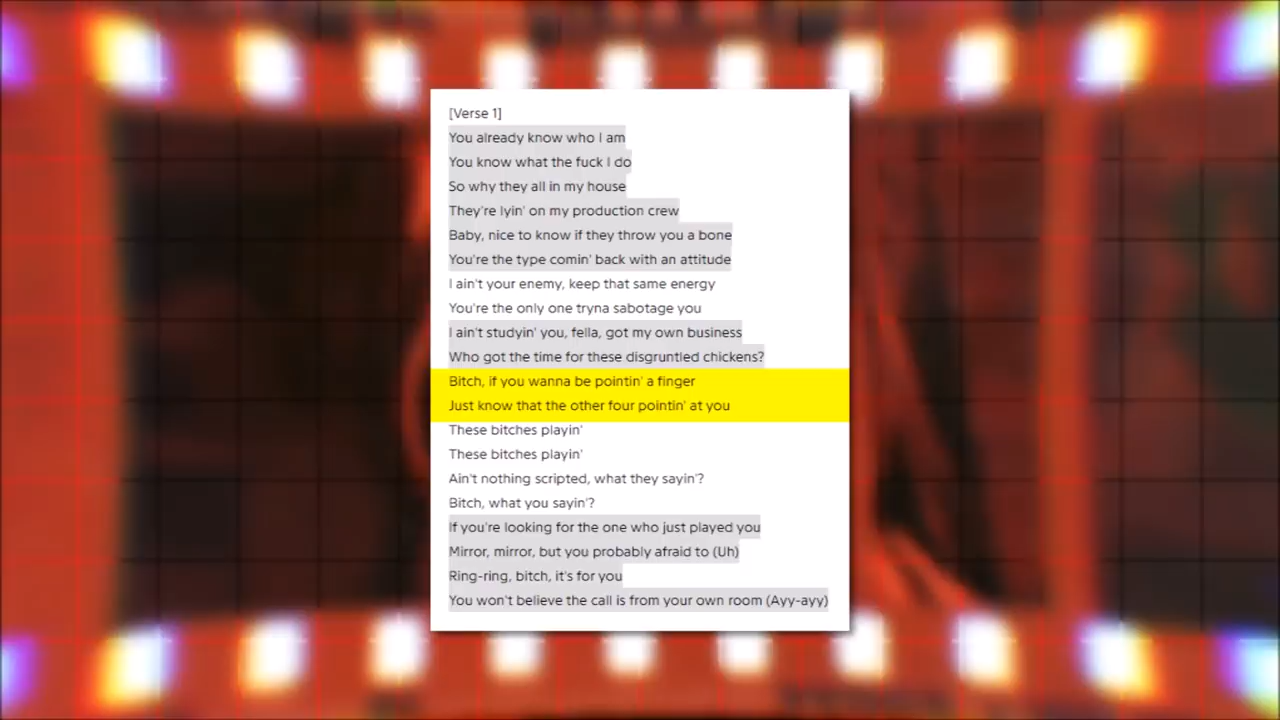 [Verse 1]
You already know who I am
You know what the fuck I do
So why they all in my house
They're lyin' on my production crew
Baby, nice to know if they throw you a bone
You're the type comin' back with an attitude
I ain't your enemy, keep that same energy
You're the only one tryna sabotage you
I ain't studyin' you, fella, got my own business
Who got the time for these disgruntled chickens?
Bitch, if you wanna be pointin' a finger
Just know that the other four pointin' at you
These bitches playin'
These bitches playin'
Ain't nothing scripted, what they sayin'?
Bitch, what you sayin'?
If you're looking for the one who just played you
Mirror, mirror, but you probably afraid to (Uh)
Ring-ring, bitch, it's for you
You won't believe the call is from your own room (Ayy-ayy)